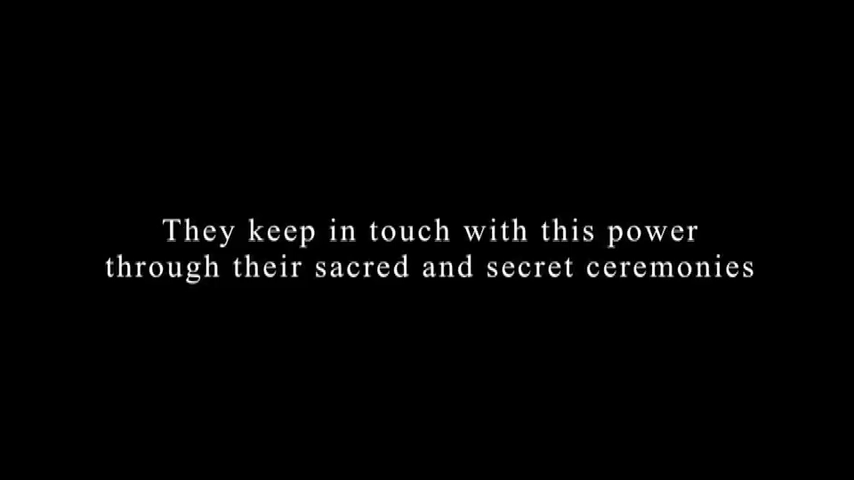 They keep in touch with this power
through their sacred and secret ceremonies